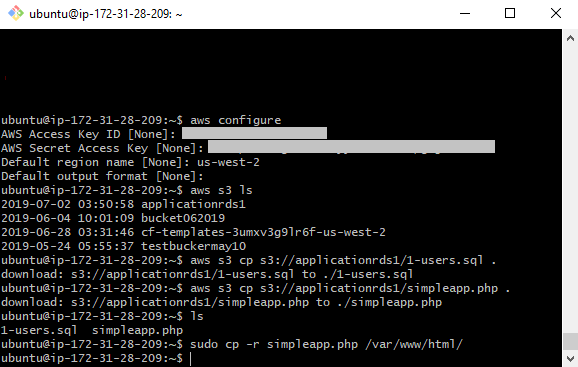 ubuntu@ip-172-31-28-209: ~
ubuntu@ip-172-31-28-209:~$ aws configure
AWS Access Key ID [None]:
AWS Secret Access Key [None]:
Default region name [None]: us-west-2
Default output format [None]:
ubuntu@ip-172-31-28-209:~$ aws s3 ls
2019-07-02 03:50:58 applicationrds1
2019-06-04 10:01:09 bucket062019
2019-06-28 03:31:46 cf-templates-3umxv3g9lr6f-us-west-2
2019-05-24 05:55:37 testbuckermay10
ubuntu@ip-172-31-28-209:~$ aws s3 cp s3://applicationrds1/1-users.sql .
download: s3://applicationrds1/1-users.sql to ./1-users.sql
ubuntu@ip-172-31-28-209:~$ aws s3 cp s3://applicationrds1/simpleapp.php .
download: s3://applicationrds1/simpleapp.php to ./simpleapp.php
ubuntu@ip-172-31-28-209:~$ ls
1-users.sql  simpleapp.php
ubuntu@ip-172-31-28-209:~$ sudo cp -r simpleapp.php /var/www/html/
ubuntu@ip-172-31-28-209:~$